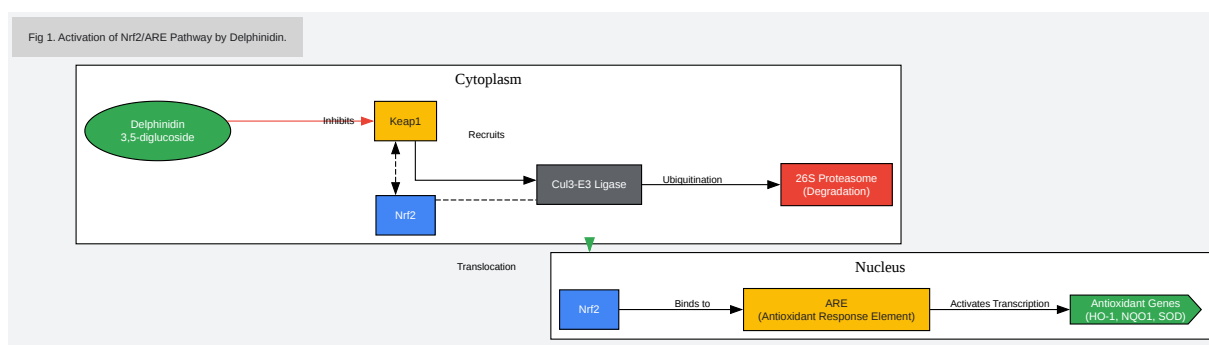 Fig 1. Activation of Nrf2/ARE Pathway by Delphinidin.
Cytoplasm
Delphinidin
3,5-diglucoside
Inhibits
Keap1
Recruits
Cul3-E3 Ligase
Ubiquitination
26S Proteasome
(Degradation)
Nrf2
Translocation
Nucleus
Nrf2
Binds to
ARE
(Antioxidant Response Element)
Activates Transcription
Antioxidant Genes
(HO-1, NQO1, SOD)